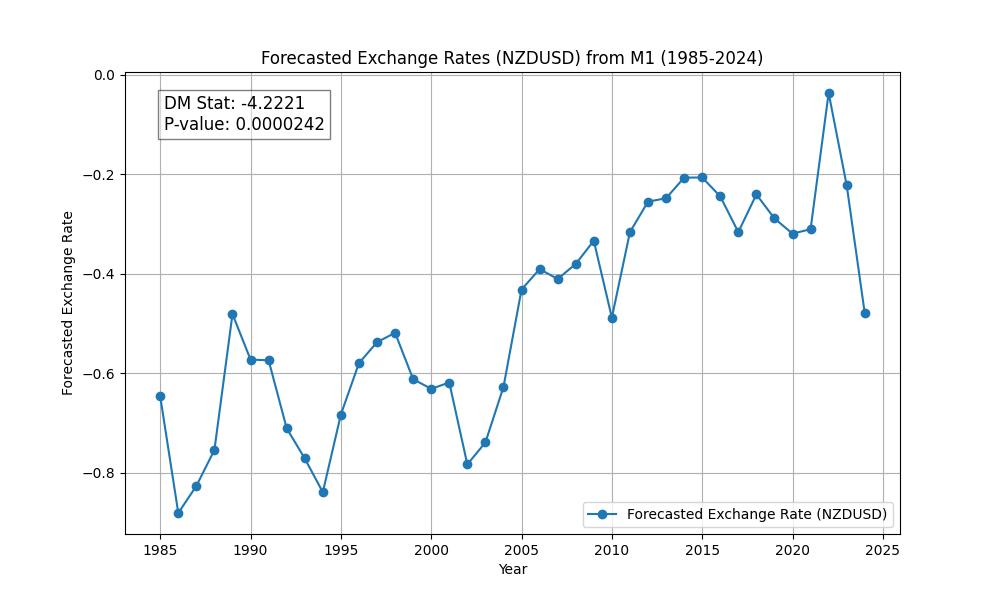 Forecasted Exchange Rates (NZDUSD) from M1 (1985-2024)
DM Stat: -4.2221
P-value: 0.0000242
0.0
−0.2
−0.4
−0.6
−0.8
Forecasted Exchange Rate
Forecasted Exchange Rate (NZDUSD)
1985 1990 1995 2000 2005 2010 2015 2020 2025
Year